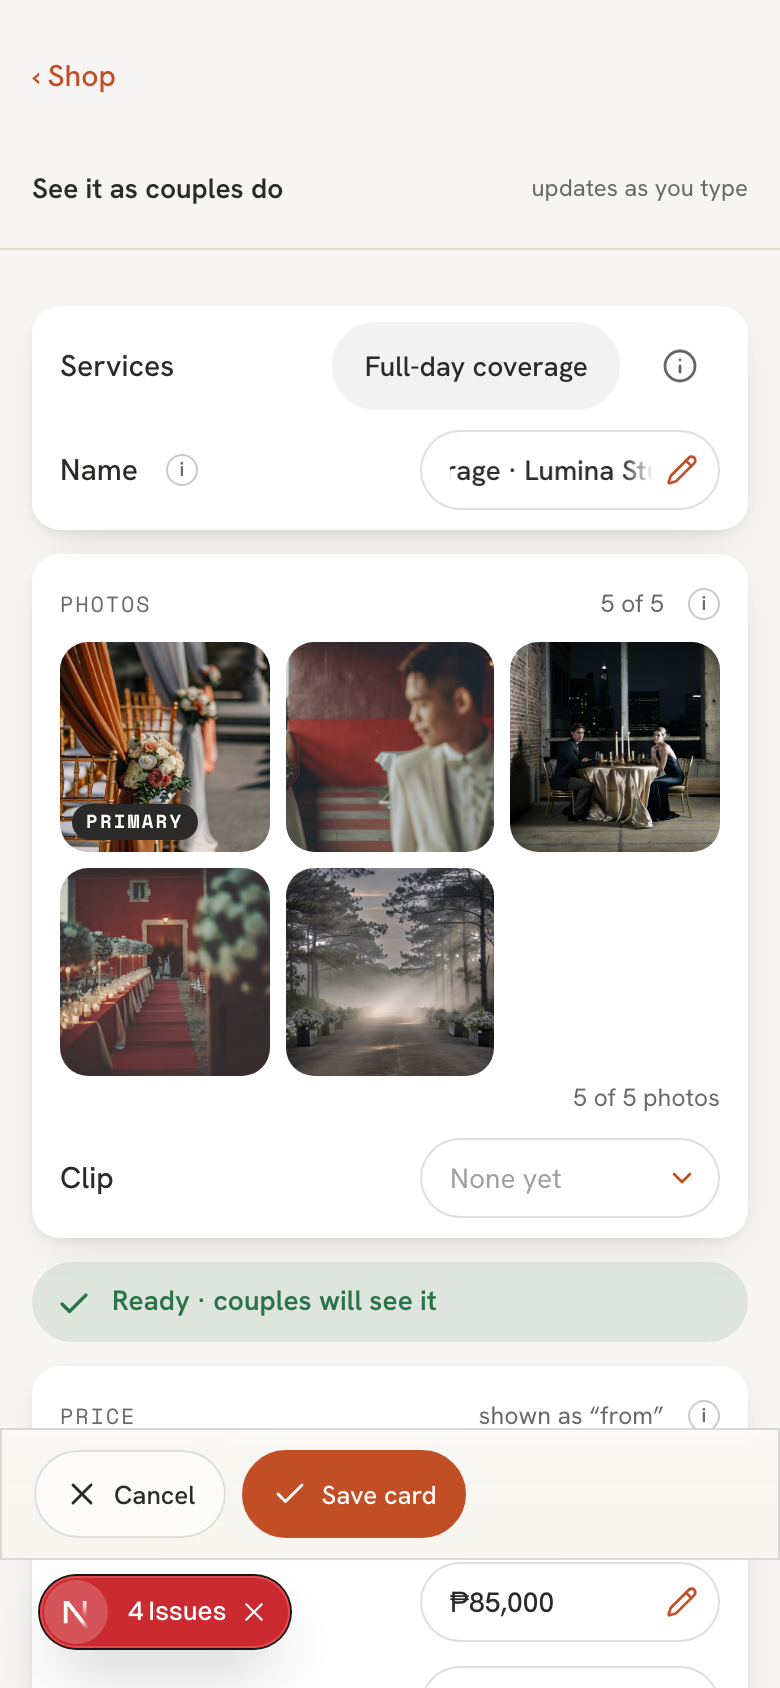 ‹ Shop
See it as couples do
updates as you type
Services
Full-day coverage
Name
rage · Lumina Stu
PHOTOS
5 of 5
PRIMARY
5 of 5 photos
Clip
None yet
Ready · couples will see it
PRICE
shown as “from”
Cancel
Save card
₱85,000
N
4 Issues